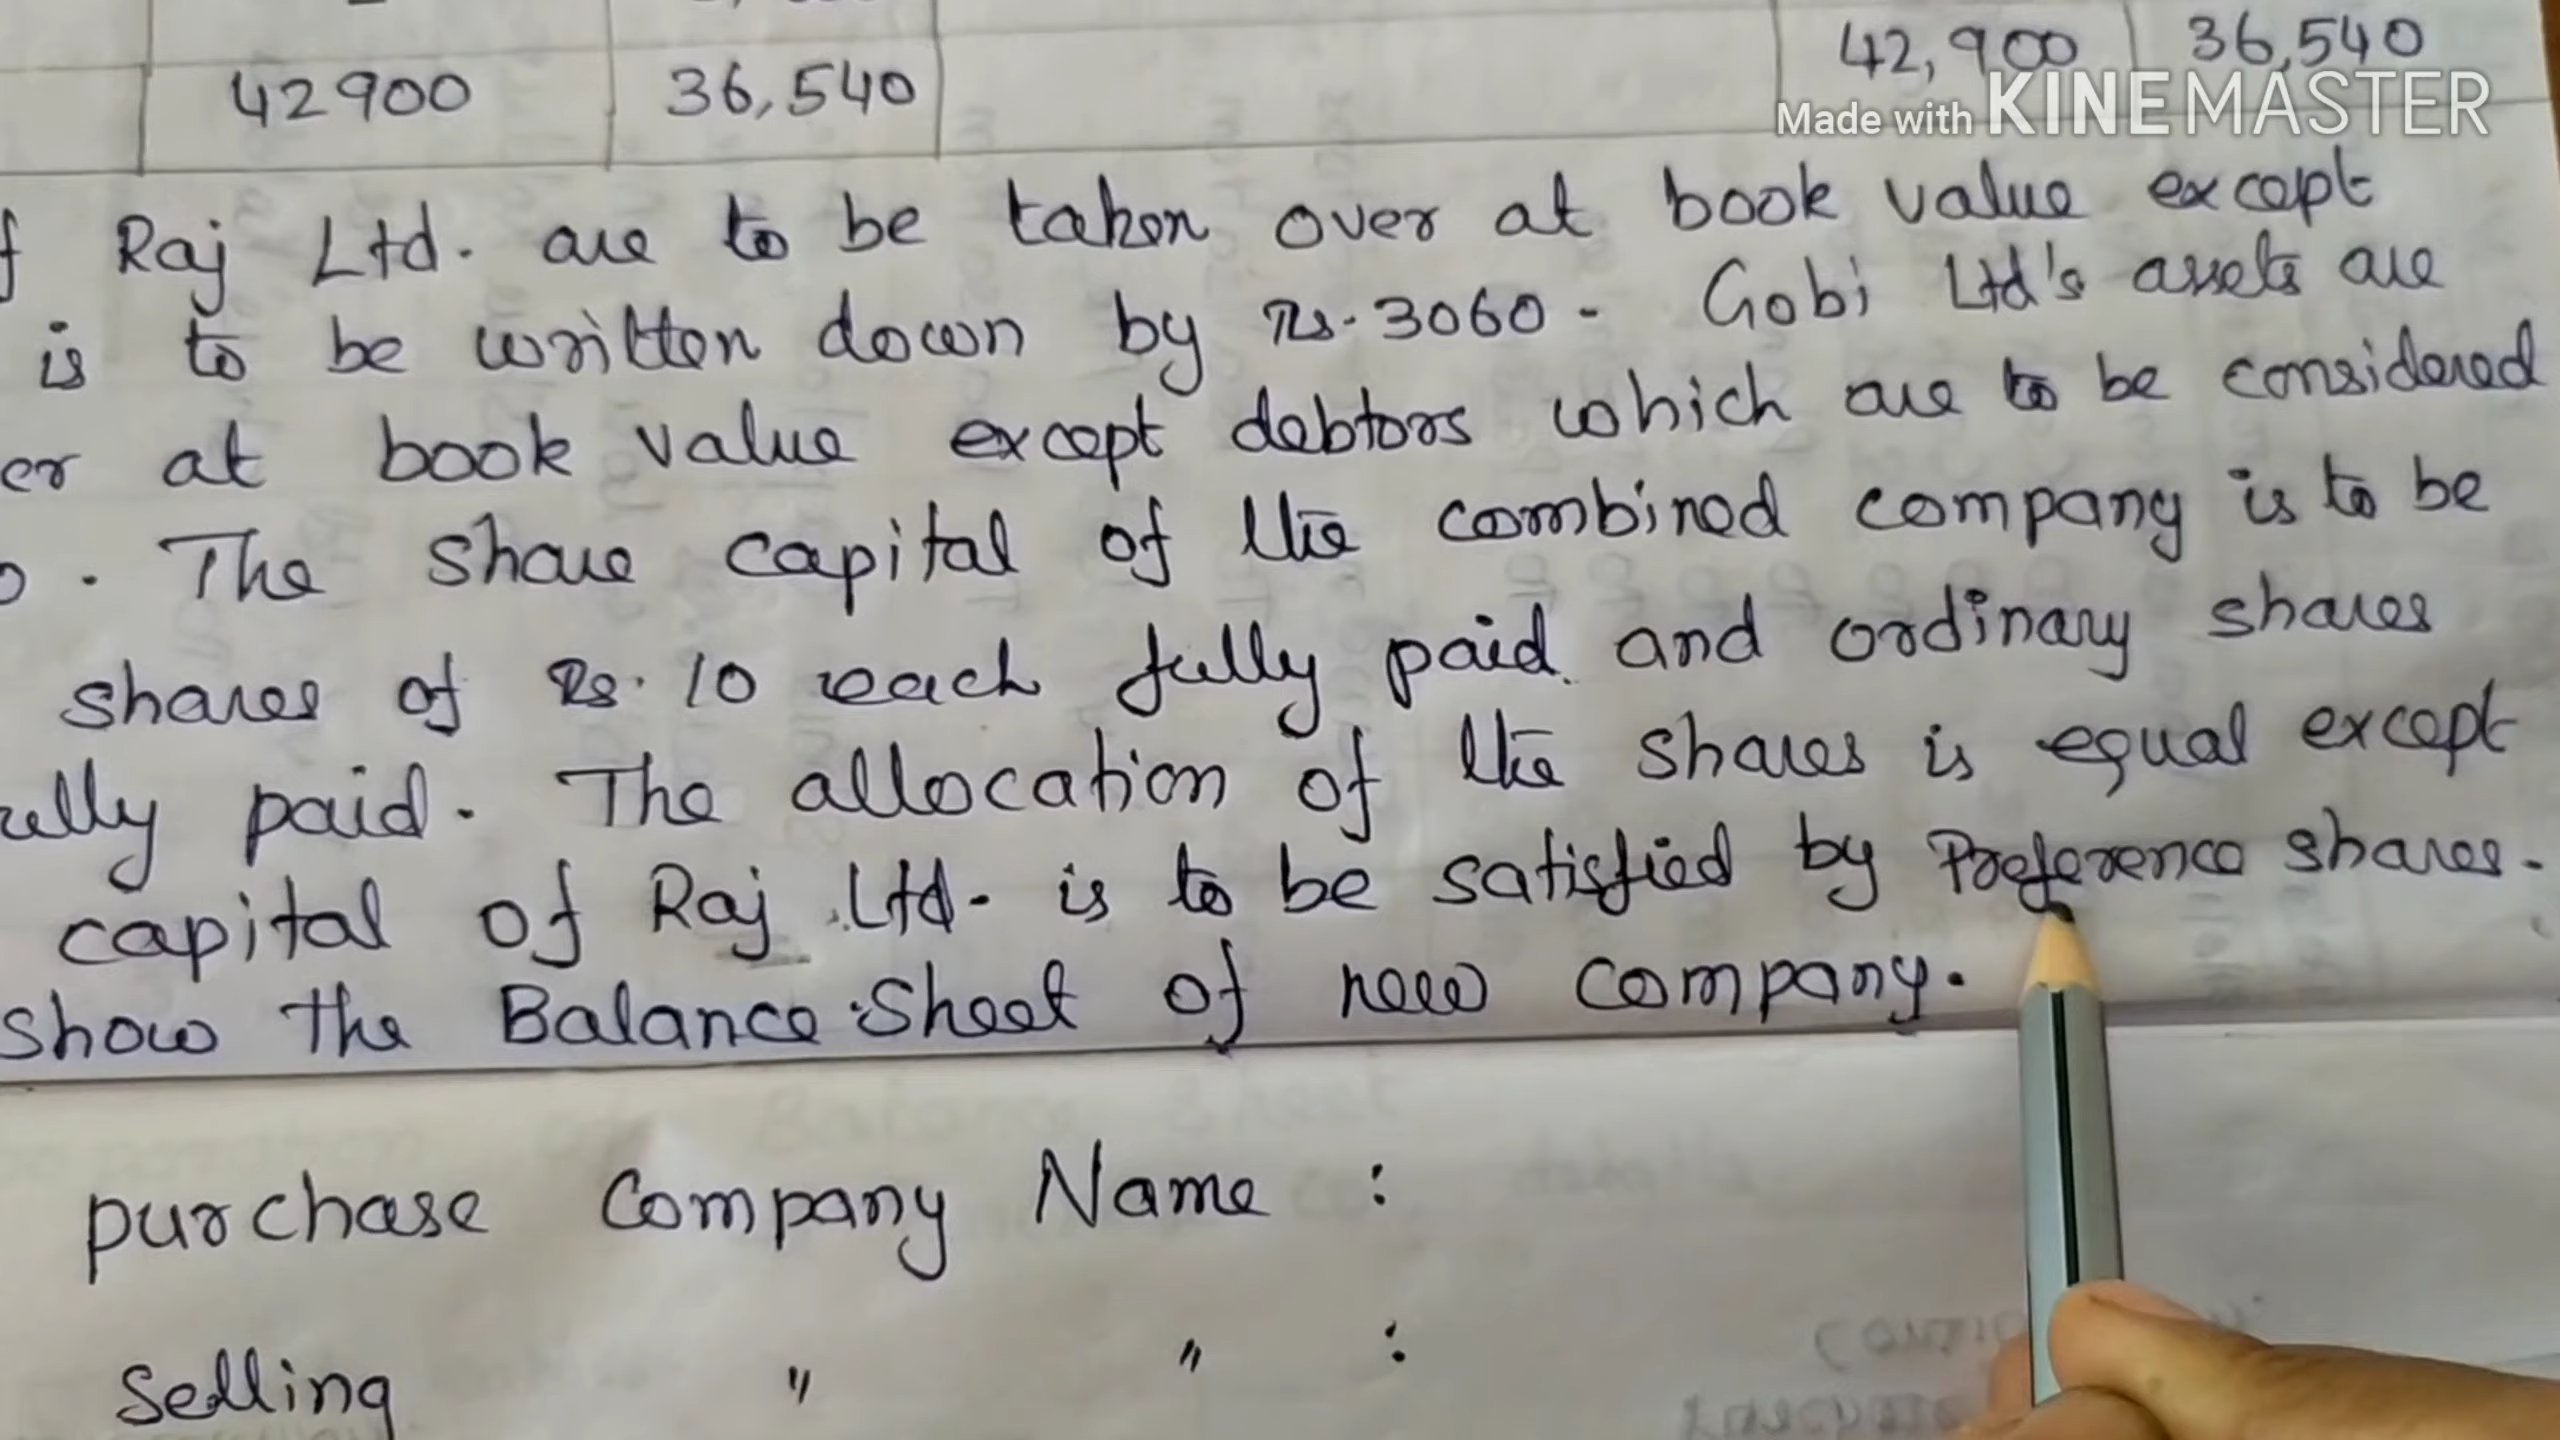 42,900 36,540
42900 36,540
Made with KINEMASTER
f Raj Ltd. are to be taken over at book value except
is to be written down by Rs. 3060. Gobi Ltd's assets are
er at book value except debtors which are to be considered
. The share capital of the combined company is to be
shares of Rs. 10 each fully paid and ordinary shares
ully paid. The allocation of the shares is equal except
capital of Raj Ltd. is to be satisfied by Preference shares.
show the Balance Sheet of new company.
purchase Company Name :
Selling " " :